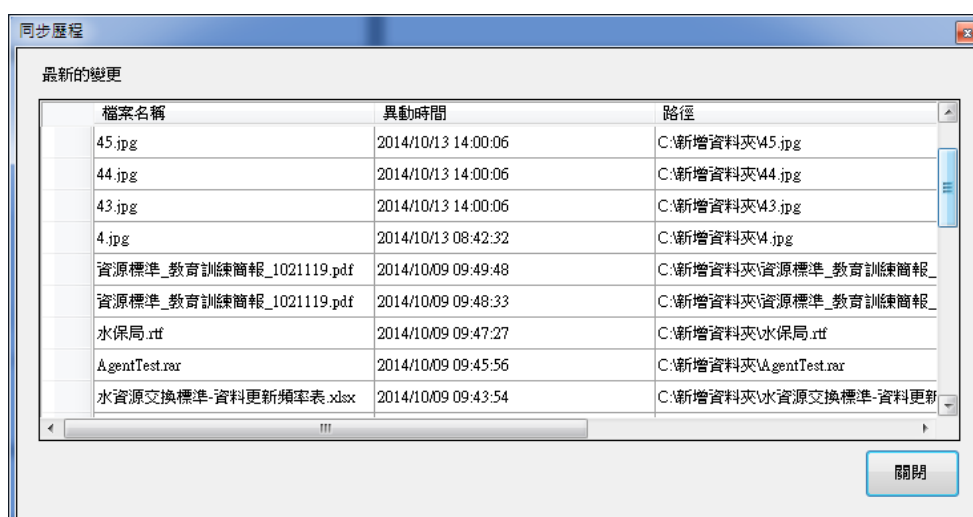 同步歷程
最新的變更
檔案名稱 異動時間 路徑
45.jpg 2014/10/13 14:00:06 C:\新增資料夾\45.jpg
44.jpg 2014/10/13 14:00:06 C:\新增資料夾\44.jpg
43.jpg 2014/10/13 14:00:06 C:\新增資料夾\43.jpg
4.jpg 2014/10/13 08:42:32 C:\新增資料夾\4.jpg
資源標準_教育訓練簡報_1021119.pdf 2014/10/09 09:49:48 C:\新增資料夾\資源標準_教育訓練簡報_
資源標準_教育訓練簡報_1021119.pdf 2014/10/09 09:48:33 C:\新增資料夾\資源標準_教育訓練簡報_
水保局.rtf 2014/10/09 09:47:27 C:\新增資料夾\水保局.rtf
AgentTest.rar 2014/10/09 09:45:56 C:\新增資料夾\AgentTest.rar
水資源交換標準-資料更新頻率表.xlsx 2014/10/09 09:43:54 C:\新增資料夾\水資源交換標準-資料更新
關閉